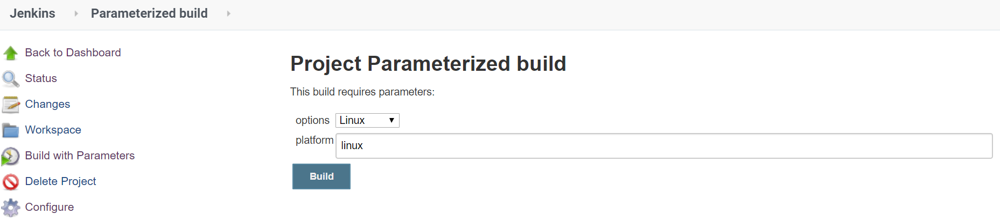 Jenkins Parameterized build
Back to Dashboard
Status
Changes
Workspace
Build with Parameters
Delete Project
Configure
Project Parameterized build
This build requires parameters:
options Linux
platform linux
Build